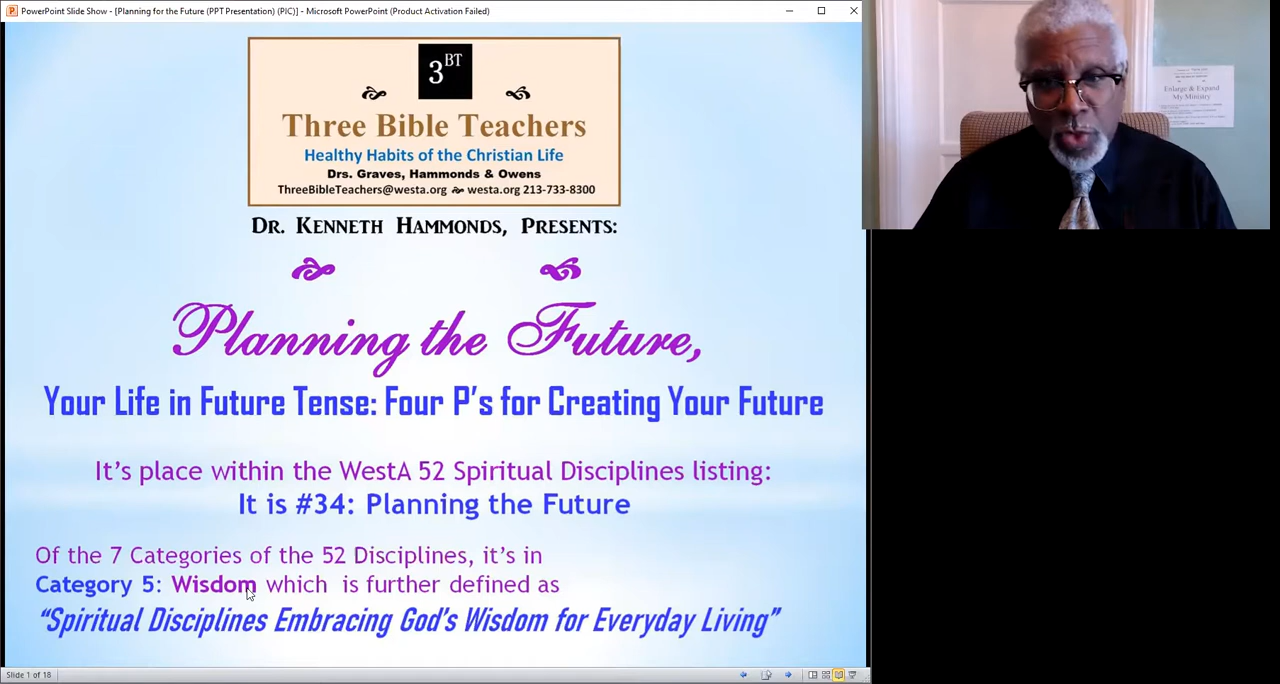 PowerPoint Slide Show - [Planning for the Future (PPT Presentation) (PIC)] - Microsoft PowerPoint (Product Activation Failed)
3BT
Three Bible Teachers
Healthy Habits of the Christian Life
Drs. Graves, Hammonds & Owens
ThreeBibleTeachers@westa.org westa.org 213-733-8300
Dr. Kenneth Hammonds, Presents:
Planning the Future,
Your Life in Future Tense: Four P's for Creating Your Future
It's place within the WestA 52 Spiritual Disciplines listing:
It is #34: Planning the Future
Of the 7 Categories of the 52 Disciplines, it's in
Category 5: Wisdom which is further defined as
"Spiritual Disciplines Embracing God's Wisdom for Everyday Living"
Slide 1 of 18
Enlarge & Expand
My Ministry